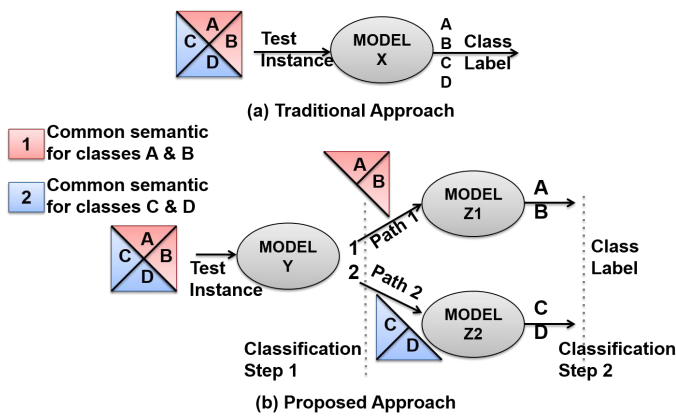 A
C B
D
Test
Instance
MODEL
X
A
B
C
D
Class
Label
(a) Traditional Approach
1
Common semantic
for classes A & B
2
Common semantic
for classes C & D
A
B
MODEL
Z1
A
B
A
C B
D
Test
Instance
MODEL
Y
1
2
Path 1
Path 2
Class
Label
C
D
MODEL
Z2
C
D
Classification
Step 1
Classification
Step 2
(b) Proposed Approach